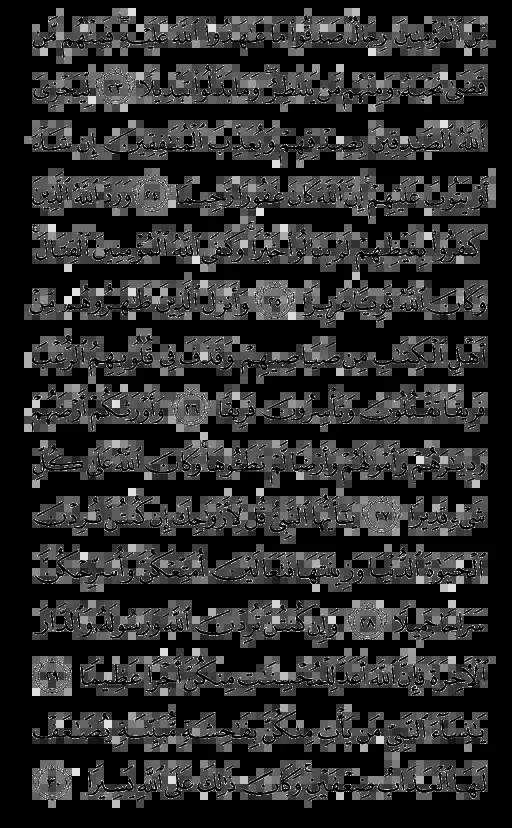 مِّنَ ٱلْمُؤْمِنِينَ رِجَالٌ صَدَقُوا۟ مَا عَٰهَدُوا۟ ٱللَّهَ عَلَيْهِ ۖ فَمِنْهُم مَّن
قَضَىٰ نَحْبَهُۥ وَمِنْهُم مَّن يَنتَظِرُ ۖ وَمَا بَدَّلُوا۟ تَبْدِيلًا ٢٣ لِّيَجْزِىَ
ٱللَّهُ ٱلصَّٰدِقِينَ بِصِدْقِهِمْ وَيُعَذِّبَ ٱلْمُنَٰفِقِينَ إِن شَآءَ
أَوْ يَتُوبَ عَلَيْهِمْ ۚ إِنَّ ٱللَّهَ كَانَ غَفُورًا رَّحِيمًا ٢٤ وَرَدَّ ٱللَّهُ ٱلَّذِينَ
كَفَرُوا۟ بِغَيْظِهِمْ لَمْ يَنَالُوا۟ خَيْرًا ۚ وَكَفَى ٱللَّهُ ٱلْمُؤْمِنِينَ ٱلْقِتَالَ ۚ
وَكَانَ ٱللَّهُ قَوِيًّا عَزِيزًا ٢٥ وَأَنزَلَ ٱلَّذِينَ ظَٰهَرُوهُم مِّنْ
أَهْلِ ٱلْكِتَٰبِ مِن صَيَاصِيهِمْ وَقَذَفَ فِى قُلُوبِهِمُ ٱلرُّعْبَ
فَرِيقًا تَقْتُلُونَ وَتَأْسِرُونَ فَرِيقًا ٢٦ وَأَوْرَثَكُمْ أَرْضَهُمْ
وَدِيَٰرَهُمْ وَأَمْوَٰلَهُمْ وَأَرْضًا لَّمْ تَطَـُٔوهَا ۚ وَكَانَ ٱللَّهُ عَلَىٰ كُلِّ
شَىْءٍ قَدِيرًا ٢٧ يَٰٓأَيُّهَا ٱلنَّبِىُّ قُل لِّأَزْوَٰجِكَ إِن كُنتُنَّ تُرِدْنَ
ٱلْحَيَوٰةَ ٱلدُّنْيَا وَزِينَتَهَا فَتَعَالَيْنَ أُمَتِّعْكُنَّ وَأُسَرِّحْكُنَّ
سَرَاحًا جَمِيلًا ٢٨ وَإِن كُنتُنَّ تُرِدْنَ ٱللَّهَ وَرَسُولَهُۥ وَٱلدَّارَ
ٱلْءَاخِرَةَ فَإِنَّ ٱللَّهَ أَعَدَّ لِلْمُحْسِنَٰتِ مِنكُنَّ أَجْرًا عَظِيمًا ٢٩
يَٰنِسَآءَ ٱلنَّبِىِّ مَن يَأْتِ مِنكُنَّ بِفَٰحِشَةٍ مُّبَيِّنَةٍ يُضَٰعَفْ
لَهَا ٱلْعَذَابُ ضِعْفَيْنِ ۚ وَكَانَ ذَٰلِكَ عَلَى ٱللَّهِ يَسِيرًا ٣٠